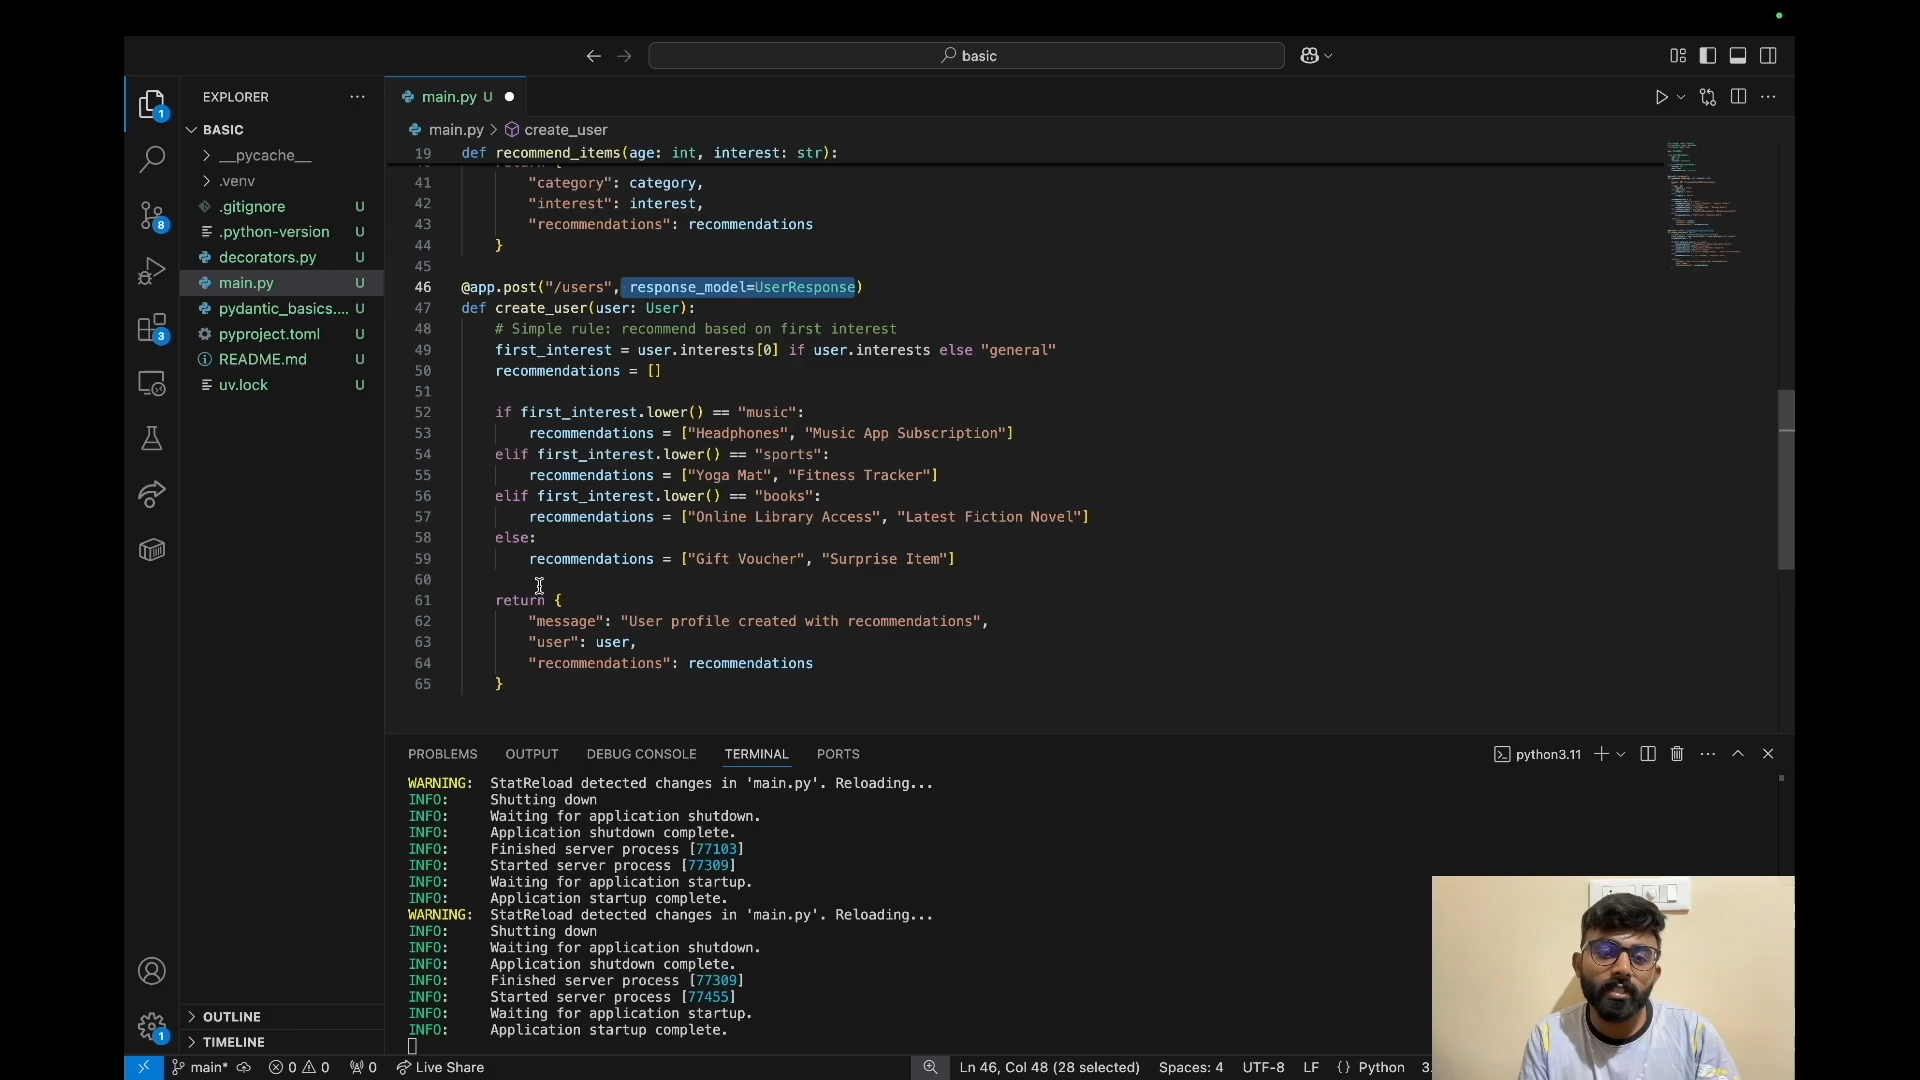 basic
EXPLORER
main.py U
BASIC
main.py > create_user
__pycache__
.venv
.gitignore U
.python-version U
decorators.py U
main.py U
pydantic_basics.... U
pyproject.toml U
README.md U
uv.lock U
1
8
3
1
19 def recommend_items(age: int, interest: str):
41 "category": category,
42 "interest": interest,
43 "recommendations": recommendations
44 }
45
46 @app.post("/users", response_model=UserResponse)
47 def create_user(user: User):
48 # Simple rule: recommend based on first interest
49 first_interest = user.interests[0] if user.interests else "general"
50 recommendations = []
51
52 if first_interest.lower() == "music":
53 recommendations = ["Headphones", "Music App Subscription"]
54 elif first_interest.lower() == "sports":
55 recommendations = ["Yoga Mat", "Fitness Tracker"]
56 elif first_interest.lower() == "books":
57 recommendations = ["Online Library Access", "Latest Fiction Novel"]
58 else:
59 recommendations = ["Gift Voucher", "Surprise Item"]
60
61 return {
62 "message": "User profile created with recommendations",
63 "user": user,
64 "recommendations": recommendations
65 }
PROBLEMS OUTPUT DEBUG CONSOLE TERMINAL PORTS
python3.11
WARNING: StatReload detected changes in 'main.py'. Reloading...
INFO: Shutting down
INFO: Waiting for application shutdown.
INFO: Application shutdown complete.
INFO: Finished server process [77103]
INFO: Started server process [77309]
INFO: Waiting for application startup.
INFO: Application startup complete.
WARNING: StatReload detected changes in 'main.py'. Reloading...
INFO: Shutting down
INFO: Waiting for application shutdown.
INFO: Application shutdown complete.
INFO: Finished server process [77309]
INFO: Started server process [77455]
INFO: Waiting for application startup.
INFO: Application startup complete.
OUTLINE
TIMELINE
main* 0 0 0 Live Share Ln 46, Col 48 (28 selected) Spaces: 4 UTF-8 LF {} Python